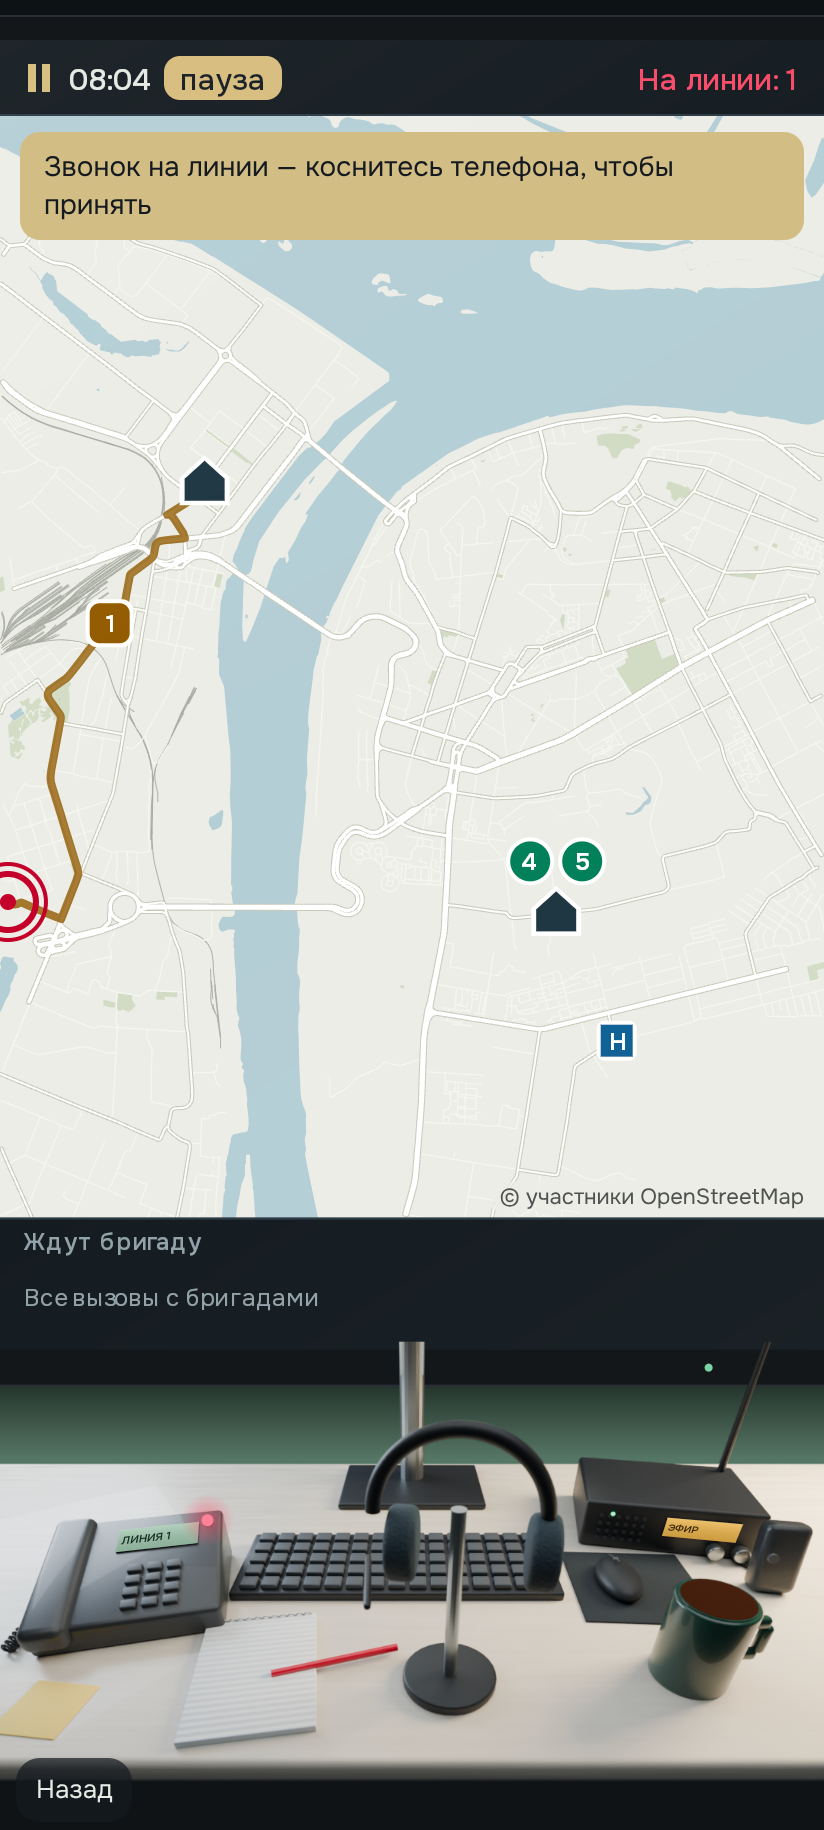 08:04 пауза
На линии: 1
Звонок на линии — коснитесь телефона, чтобы
принять
1
4 5
H
© участники OpenStreetMap
Ждут бригаду
Все вызовы с бригадами
ЛИНИЯ 1
ЭФИР
Назад